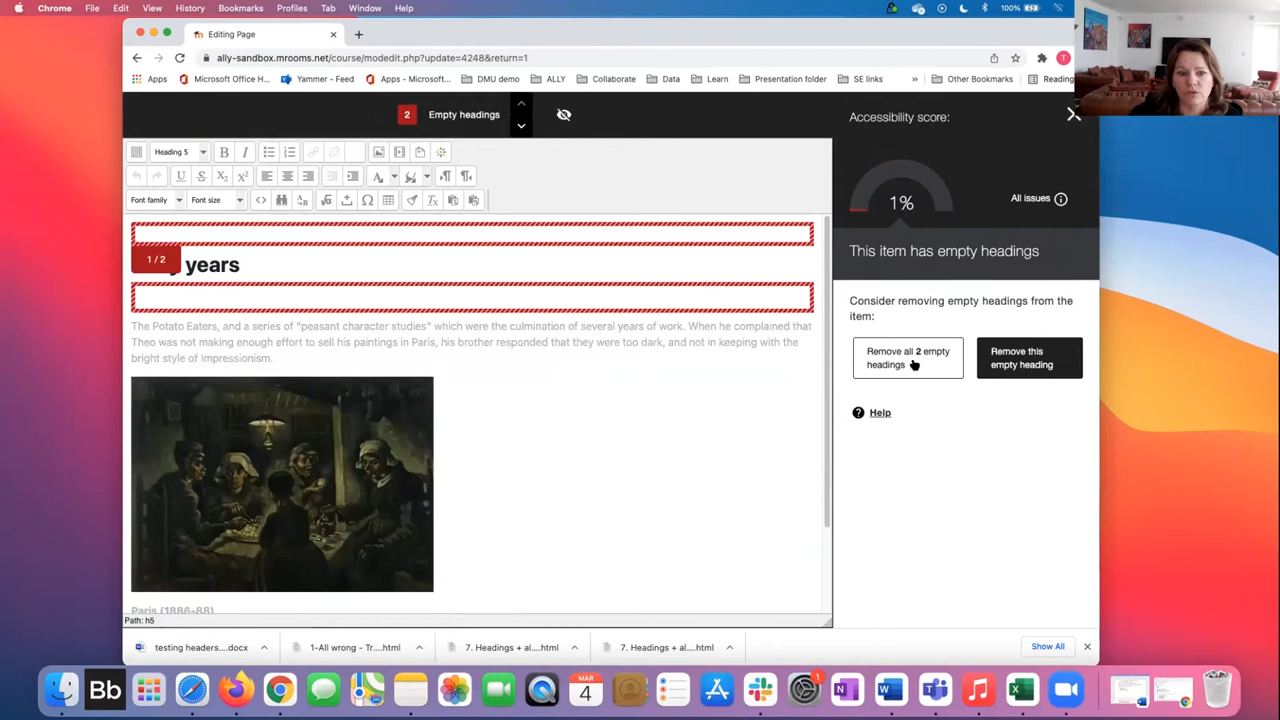 Chrome File Edit View History Bookmarks Profiles Tab Window Help
100%
Editing Page
ally-sandbox.mrooms.net/course/modedit.php?update=4248&return=1
T
Apps Microsoft Office H... Yammer - Feed Apps - Microsoft... DMU demo ALLY Collaborate Data Learn Presentation folder SE links » Other Bookmarks Reading
2 Empty headings
Accessibility score:
1%
All issues
This item has empty headings
Consider removing empty headings from the
item:
Remove all 2 empty
headings
Remove this
empty heading
? Help
Heading 5 B I
U S X2 X2 A
Font family Font size
1 / 2
years
The Potato Eaters, and a series of "peasant character studies" which were the culmination of several years of work. When he complained that
Theo was not making enough effort to sell his paintings in Paris, his brother responded that they were too dark, and not in keeping with the
bright style of Impressionism.
Paris (1886-88)
Path: h5
testing headers....docx 1-All wrong - Tr....html 7. Headings + al....html 7. Headings + al....html Show All
Bb
MAR
4
1